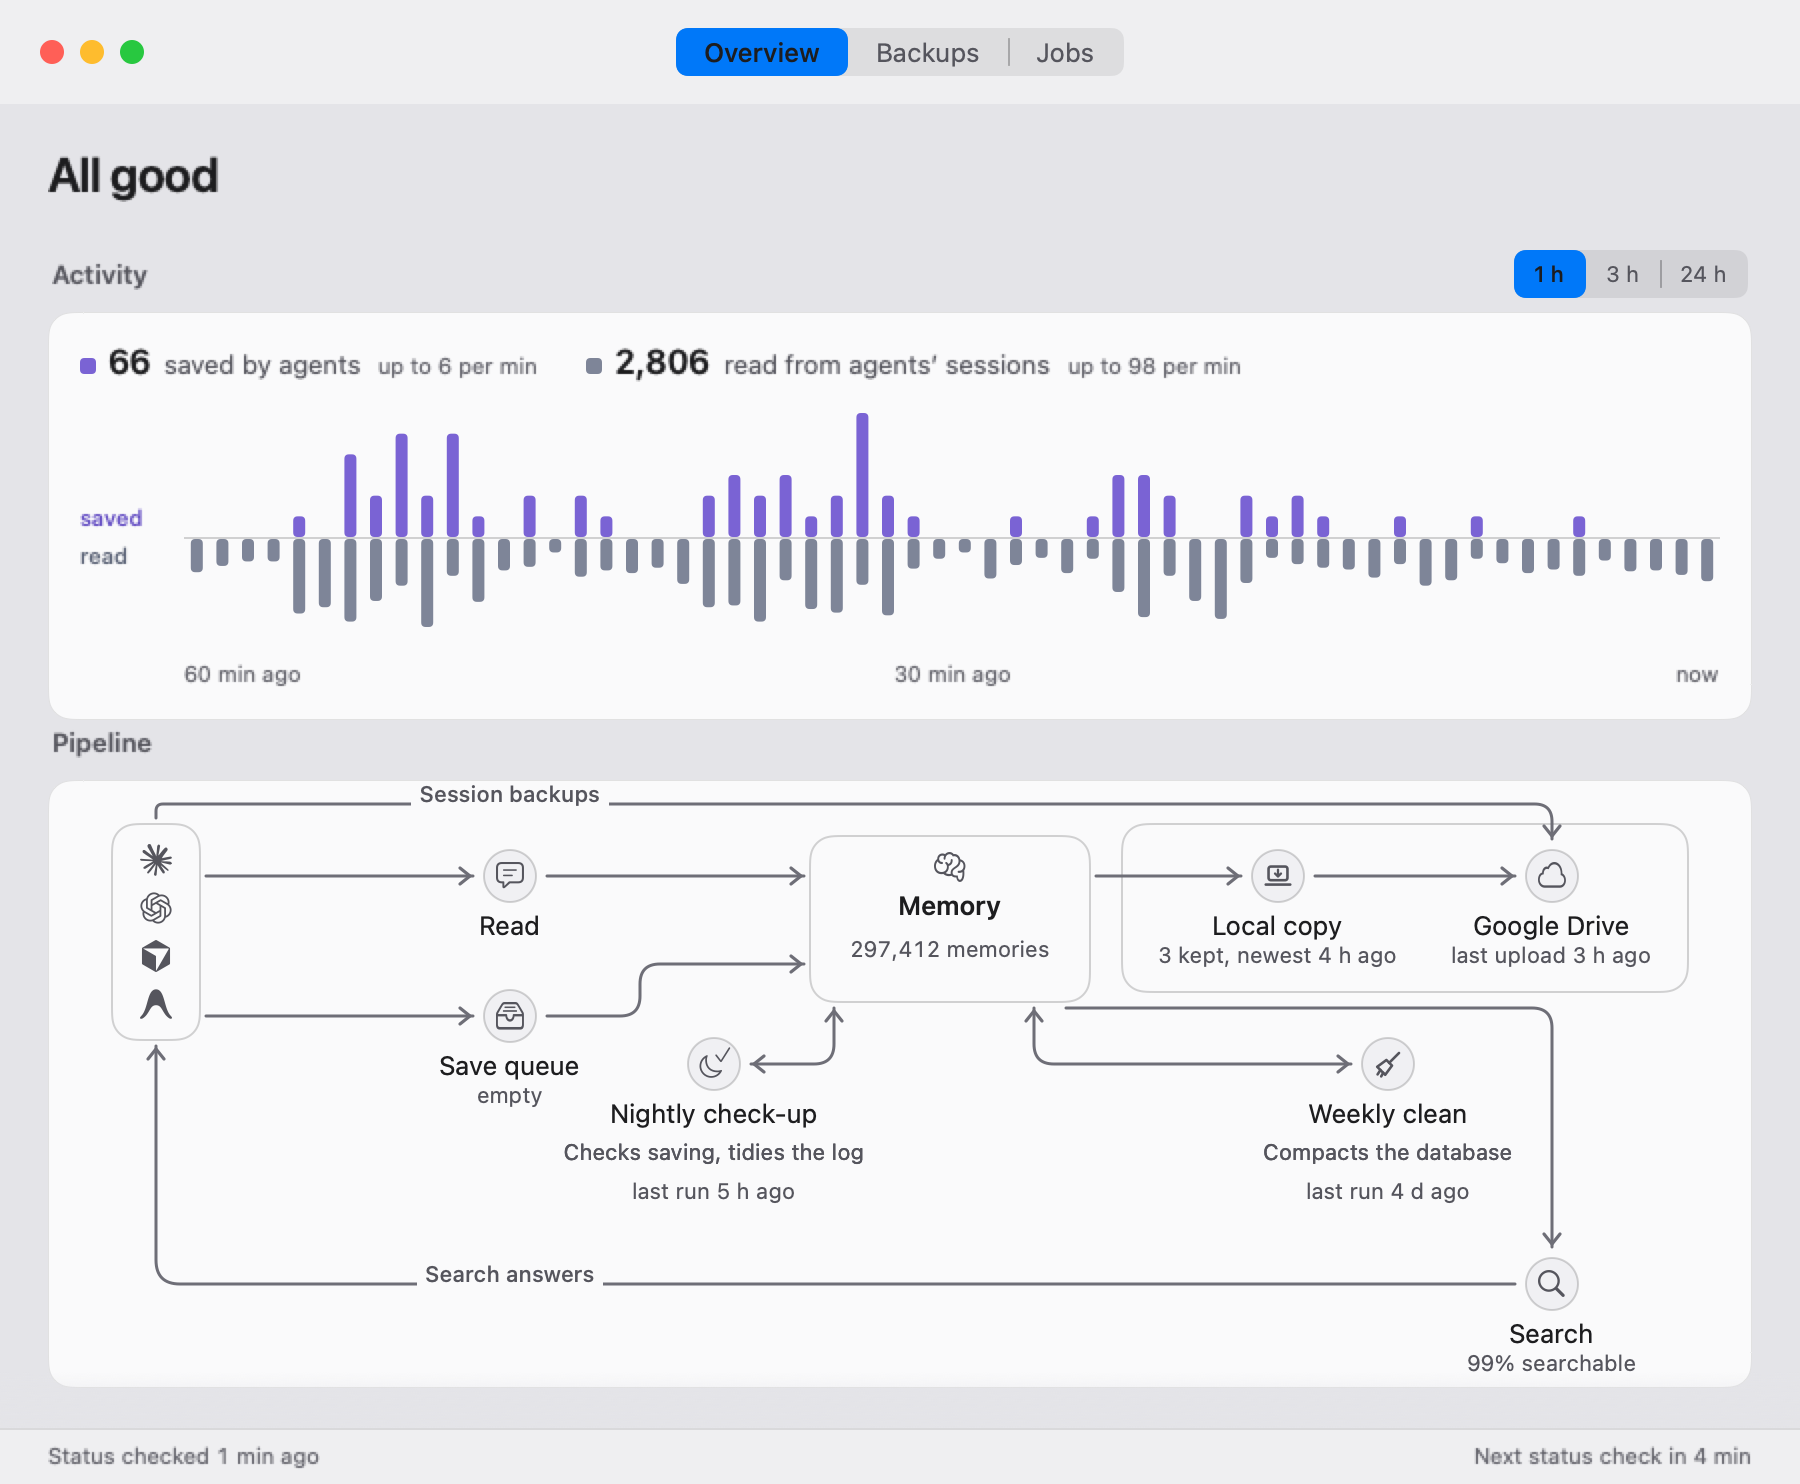 Overview Backups Jobs
All good
Activity
1 h 3 h 24 h
66 saved by agents up to 6 per min 2,806 read from agents’ sessions up to 98 per min
saved
read
60 min ago 30 min ago now
Pipeline
Session backups
Read
Memory
297,412 memories
Local copy
3 kept, newest 4 h ago
Google Drive
last upload 3 h ago
Save queue
empty
Nightly check-up
Checks saving, tidies the log
last run 5 h ago
Weekly clean
Compacts the database
last run 4 d ago
Search answers
Search
99% searchable
Status checked 1 min ago
Next status check in 4 min